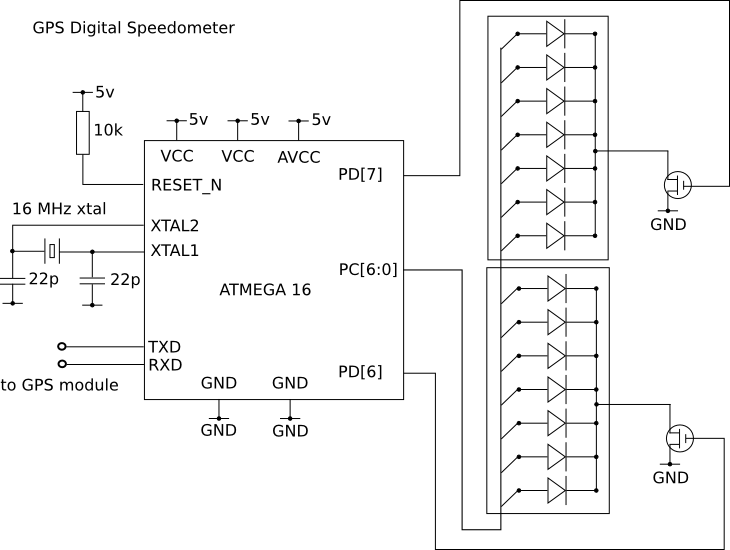 GPS Digital Speedometer
5v
10k
5v
5v
5v
VCC
VCC
AVCC
PD[7]
RESET_N
16 MHz xtal
XTAL2
XTAL1
22p
22p
PC[6:0]
ATMEGA 16
TXD
RXD
PD[6]
to GPS module
GND
GND
GND
GND
GND
GND